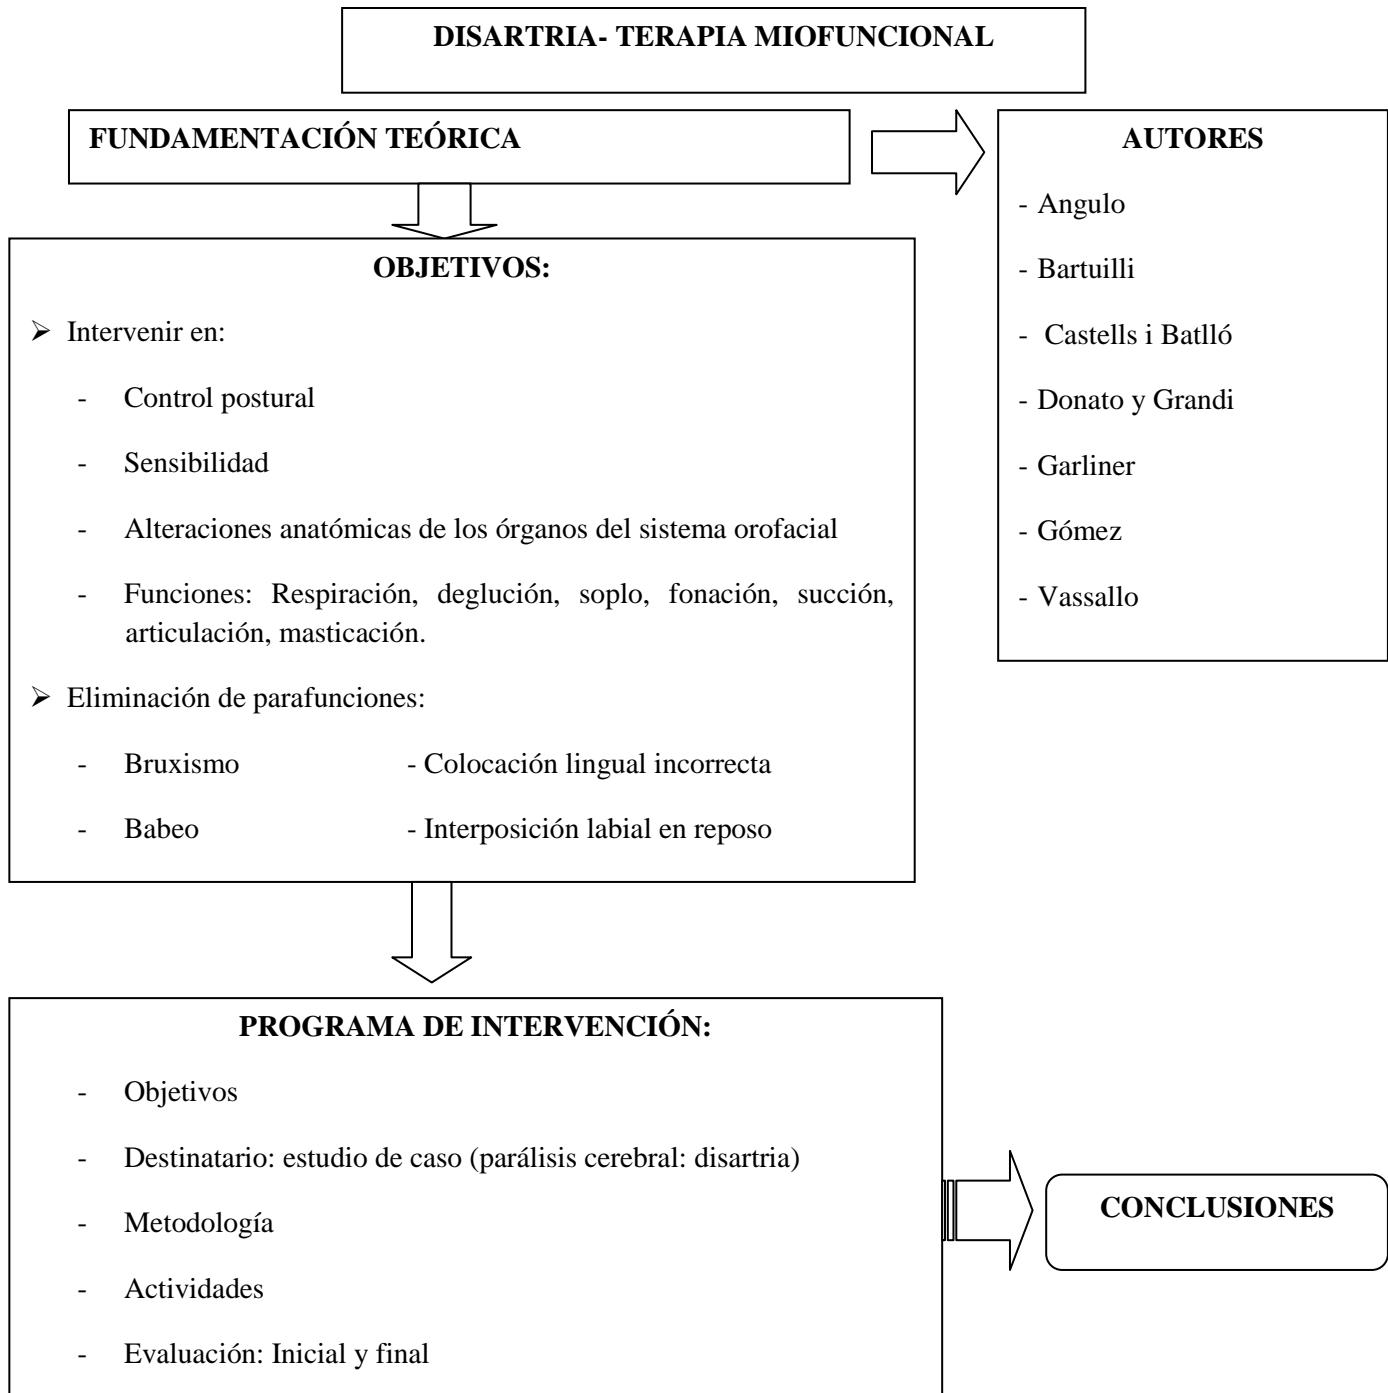 DISARTRIA- TERAPIA MIOFUNCIONAL
FUNDAMENTACIÓN TEÓRICA
AUTORES
- Angulo
- Bartuilli
- Castells i Batlló
- Donato y Grandi
- Garliner
- Gómez
- Vassallo
OBJETIVOS:
➢ Intervenir en:
- Control postural
- Sensibilidad
- Alteraciones anatómicas de los órganos del sistema orofacial
- Funciones: Respiración, deglución, soplo, fonación, succión,
articulación, masticación.
➢ Eliminación de parafunciones:
- Bruxismo - Colocación lingual incorrecta
- Babeo - Interposición labial en reposo
PROGRAMA DE INTERVENCIÓN:
- Objetivos
- Destinatario: estudio de caso (parálisis cerebral: disartria)
- Metodología
- Actividades
- Evaluación: Inicial y final
CONCLUSIONES